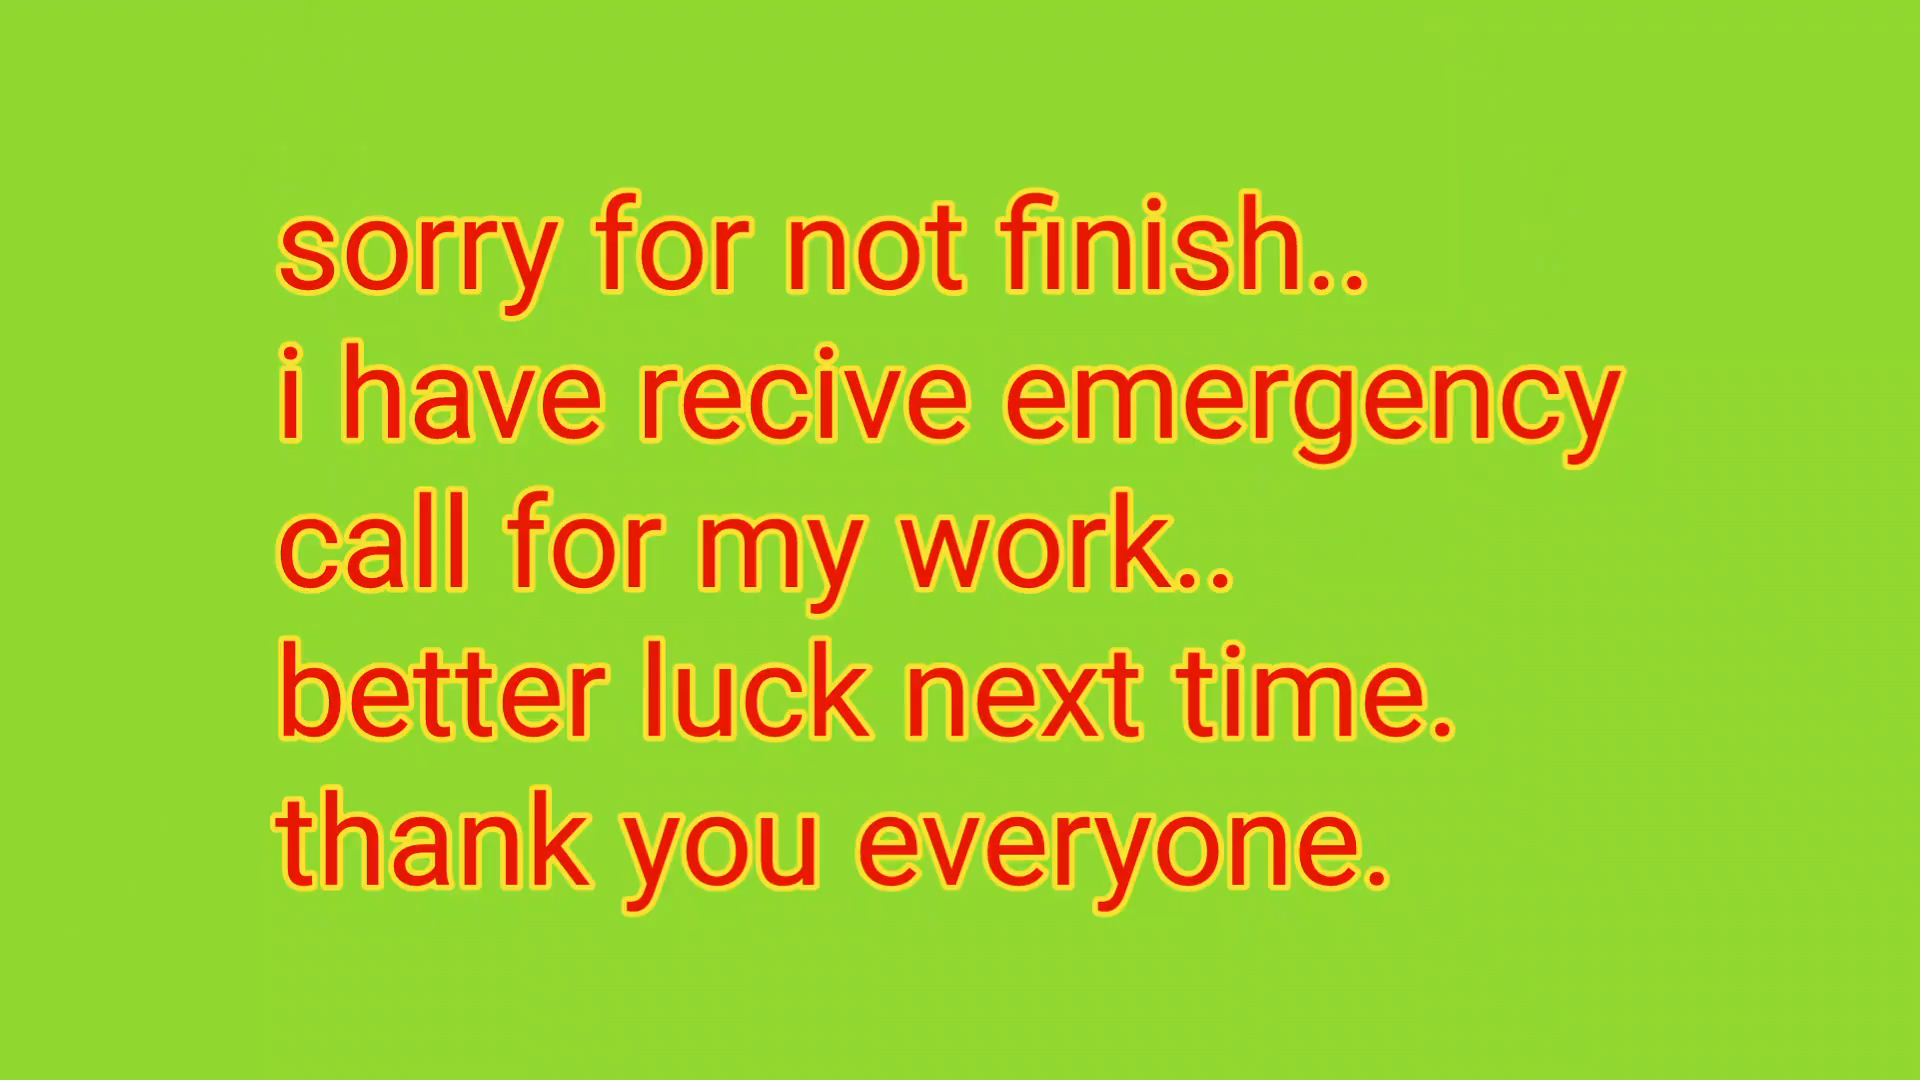 sorry for not finish..
i have recive emergency
call for my work..
better luck next time.
thank you everyone.